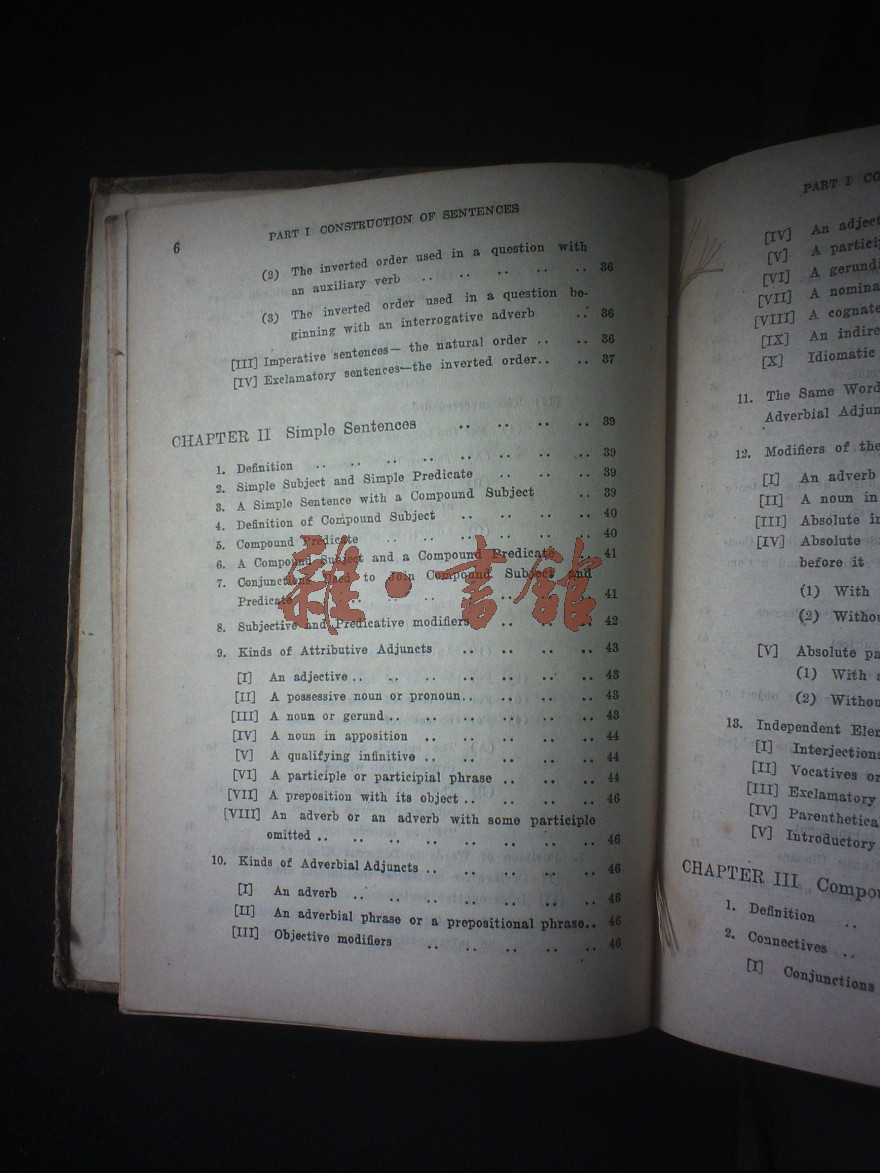 6
PART I CONSTRUCTION OF SENTENCES
(2) The inverted order used in a question with
an auxiliary verb .. .. .. .. .. 36
(3) The inverted order used in a question be-
ginning with an interrogative adverb .. 36
[III] Imperative sentences— the natural order .. .. 36
[IV] Exclamatory sentences—the inverted order.. .. 37
CHAPTER II Simple Sentences .. .. .. .. 39
1. Definition .. .. .. .. .. .. .. .. 39
2. Simple Subject and Simple Predicate .. .. .. 39
3. A Simple Sentence with a Compound Subject .. 39
4. Definition of Compound Subject .. .. .. .. 40
5. Compound Predicate .. .. .. .. .. .. 40
6. A Compound Subject and a Compound Predicate .. 41
7. Conjunctions Used to Join Compound Subject and
Predicate .. .. .. .. .. .. .. 41
8. Subjective and Predicative modifiers .. .. .. 42
9. Kinds of Attributive Adjuncts .. .. .. .. 43
[I] An adjective .. .. .. .. .. .. .. 43
[II] A possessive noun or pronoun.. .. .. .. 43
[III] A noun or gerund .. .. .. .. .. .. 43
[IV] A noun in apposition .. .. .. .. .. 44
[V] A qualifying infinitive .. .. .. .. .. 44
[VI] A participle or participial phrase .. .. .. 44
[VII] A preposition with its object .. .. .. .. 46
[VIII] An adverb or an adverb with some participle
omitted .. .. .. .. .. .. .. .. 46
10. Kinds of Adverbial Adjuncts .. .. .. .. .. 46
[I] An adverb .. .. .. .. .. .. .. 46
[II] An adverbial phrase or a prepositional phrase.. 46
[III] Objective modifiers .. .. .. .. .. 46
雜·書館
PART I
[IV] An
[V] A
[VI] A
[VII] A
[VIII] A cognate
[IX] An
[X] Idiomatic
11. The Same Word
Adverbial
12. Modifiers of the
[I] An adverb
[II] A noun in
[III] Absolute
[IV] Absolute
before it
(1) With
(2)
[V] Absolute
(1) With
(2)
13. Independent
[I] Interjections
[II] Vocatives or
[III] Exclamatory
[IV]
[V] Introductory
CHAPTER III
1. Definition ..
2. Connectives ..
[I] Conjunctions